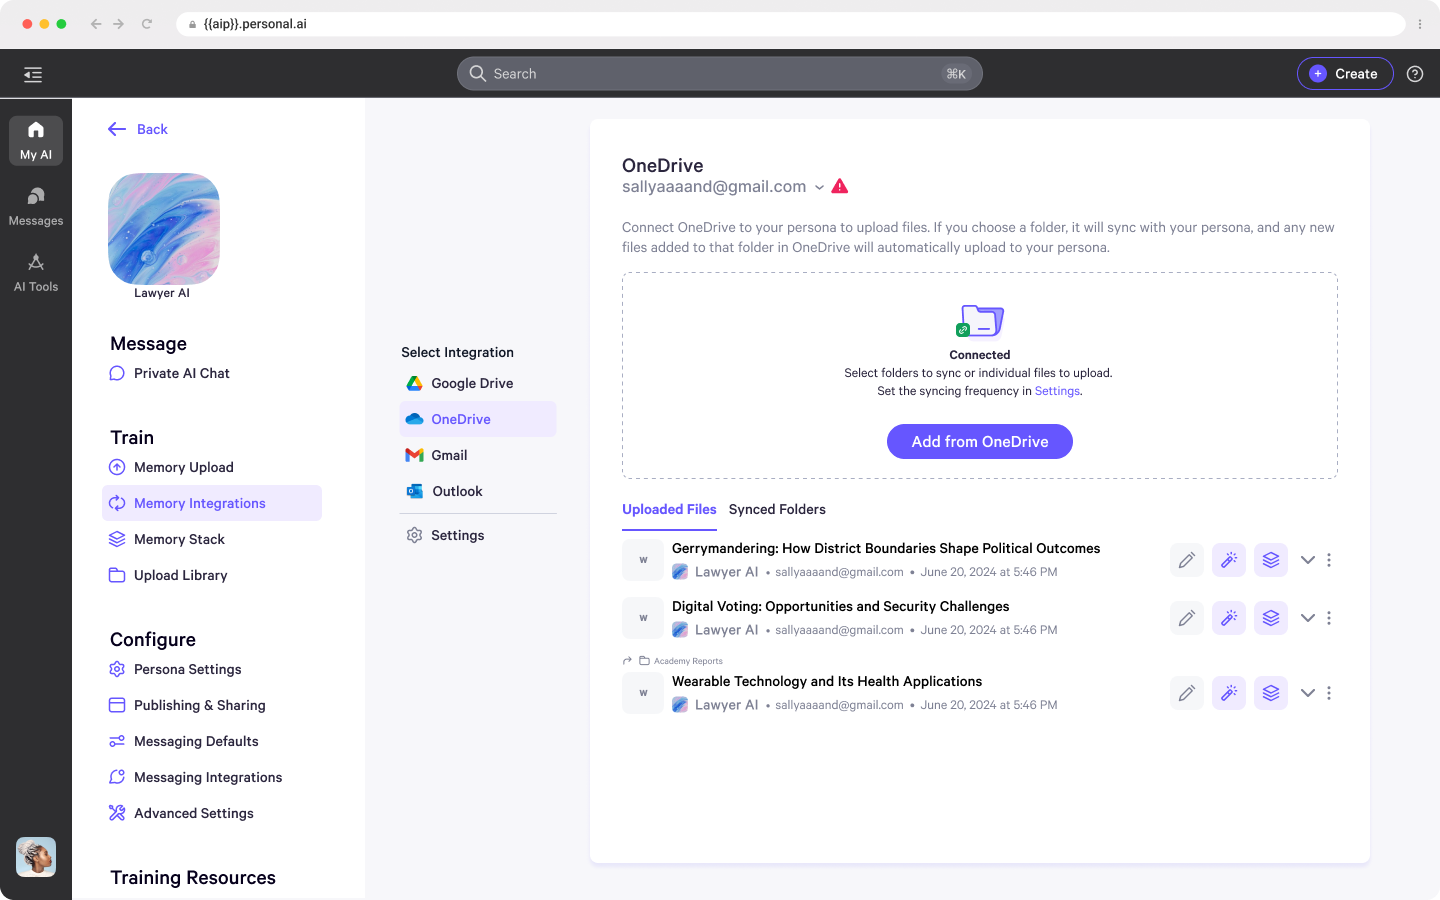 {{aip}}.personal.ai
Search
⌘K
+ Create
My AI
Messages
AI Tools
Back
Lawyer AI
Message
Private AI Chat
Train
Memory Upload
Memory Integrations
Memory Stack
Upload Library
Configure
Persona Settings
Publishing & Sharing
Messaging Defaults
Messaging Integrations
Advanced Settings
Training Resources
Select Integration
Google Drive
OneDrive
Gmail
Outlook
Settings
OneDrive
sallyaaaand@gmail.com
Connect OneDrive to your persona to upload files. If you choose a folder, it will sync with your persona, and any new
files added to that folder in OneDrive will automatically upload to your persona.
Connected
Select folders to sync or individual files to upload.
Set the syncing frequency in Settings.
Add from OneDrive
Uploaded Files Synced Folders
W
Gerrymandering: How District Boundaries Shape Political Outcomes
Lawyer AI • sallyaaaand@gmail.com • June 20, 2024 at 5:46 PM
W
Digital Voting: Opportunities and Security Challenges
Lawyer AI • sallyaaaand@gmail.com • June 20, 2024 at 5:46 PM
Academy Reports
W
Wearable Technology and Its Health Applications
Lawyer AI • sallyaaaand@gmail.com • June 20, 2024 at 5:46 PM